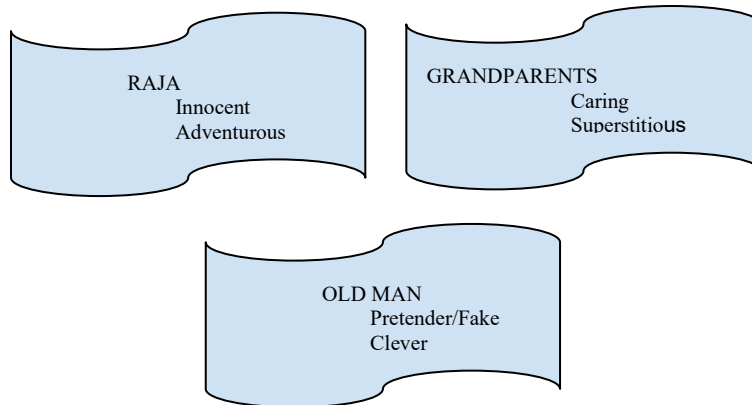 RAJA
Innocent
Adventurous
GRANDPARENTS
Caring
Superstitious
OLD MAN
Pretender/Fake
Clever